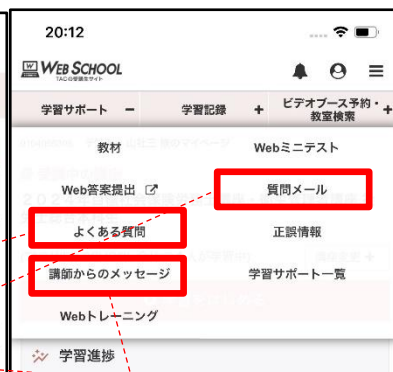 20:12
WEB SCHOOL
TACの受講生サイト
学習サポート − 学習記録 + ビデオブース予約・教室検索 +
教材 Webミニテスト
Web答案提出 質問メール
よくある質問 正誤情報
講師からのメッセージ 学習サポート一覧
Webトレーニング
学習進捗